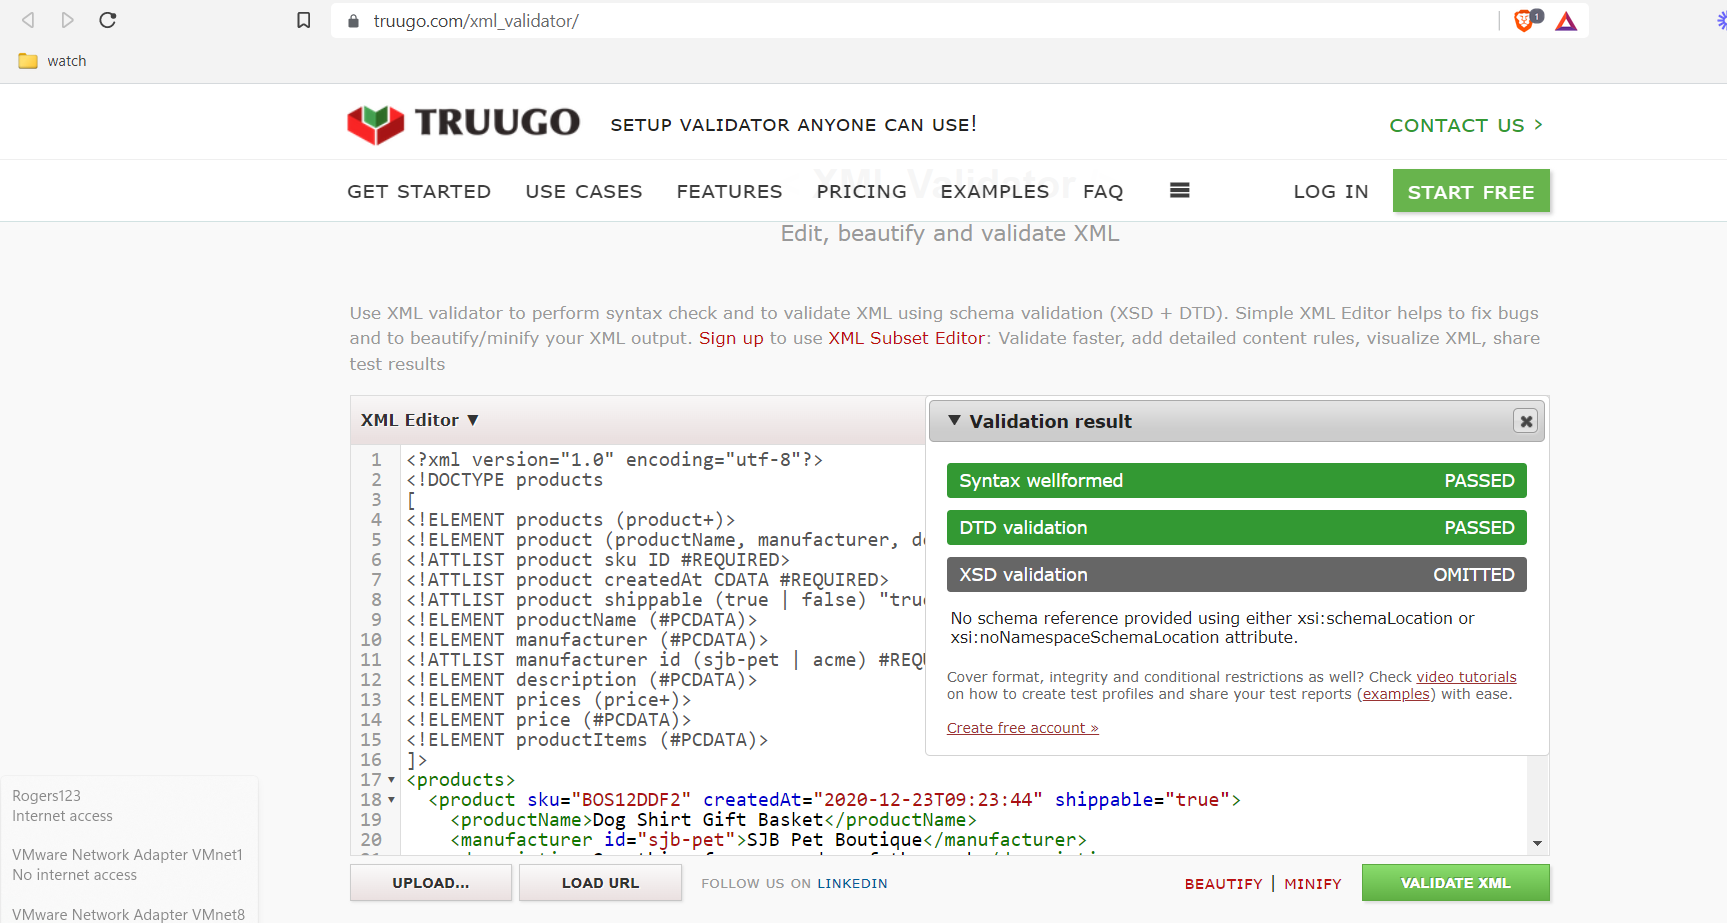 truugo.com/xml_validator/
1
watch
TRUUGO
SETUP VALIDATOR ANYONE CAN USE!
CONTACT US >
XML Validator
GET STARTED
USE CASES
FEATURES
PRICING
EXAMPLES
FAQ
LOG IN
START FREE
Edit, beautify and validate XML
Use XML validator to perform syntax check and to validate XML using schema validation (XSD + DTD). Simple XML Editor helps to fix bugs
and to beautify/minify your XML output. Sign up to use XML Subset Editor: Validate faster, add detailed content rules, visualize XML, share
test results
XML Editor ▼
1 <?xml version="1.0" encoding="utf-8"?>
2 <!DOCTYPE products
3 [
4 <!ELEMENT products (product+)>
5 <!ELEMENT product (productName, manufacturer, d
6 <!ATTLIST product sku ID #REQUIRED>
7 <!ATTLIST product createdAt CDATA #REQUIRED>
8 <!ATTLIST product shippable (true | false) "tru
9 <!ELEMENT productName (#PCDATA)>
10 <!ELEMENT manufacturer (#PCDATA)>
11 <!ATTLIST manufacturer id (sjb-pet | acme) #REQ
12 <!ELEMENT description (#PCDATA)>
13 <!ELEMENT prices (price+)>
14 <!ELEMENT price (#PCDATA)>
15 <!ELEMENT productItems (#PCDATA)>
16 ]>
17 <products>
18 <product sku="BOS12DDF2" createdAt="2020-12-23T09:23:44" shippable="true">
19 <productName>Dog Shirt Gift Basket</productName>
20 <manufacturer id="sjb-pet">SJB Pet Boutique</manufacturer>
▼ Validation result
Syntax wellformed PASSED
DTD validation PASSED
XSD validation OMITTED
No schema reference provided using either xsi:schemaLocation or
xsi:noNamespaceSchemaLocation attribute.
Cover format, integrity and conditional restrictions as well? Check video tutorials
on how to create test profiles and share your test reports (examples) with ease.
Create free account »
UPLOAD...
LOAD URL
FOLLOW US ON LINKEDIN
BEAUTIFY | MINIFY
VALIDATE XML
Rogers123
Internet access
VMware Network Adapter VMnet1
No internet access
VMware Network Adapter VMnet8